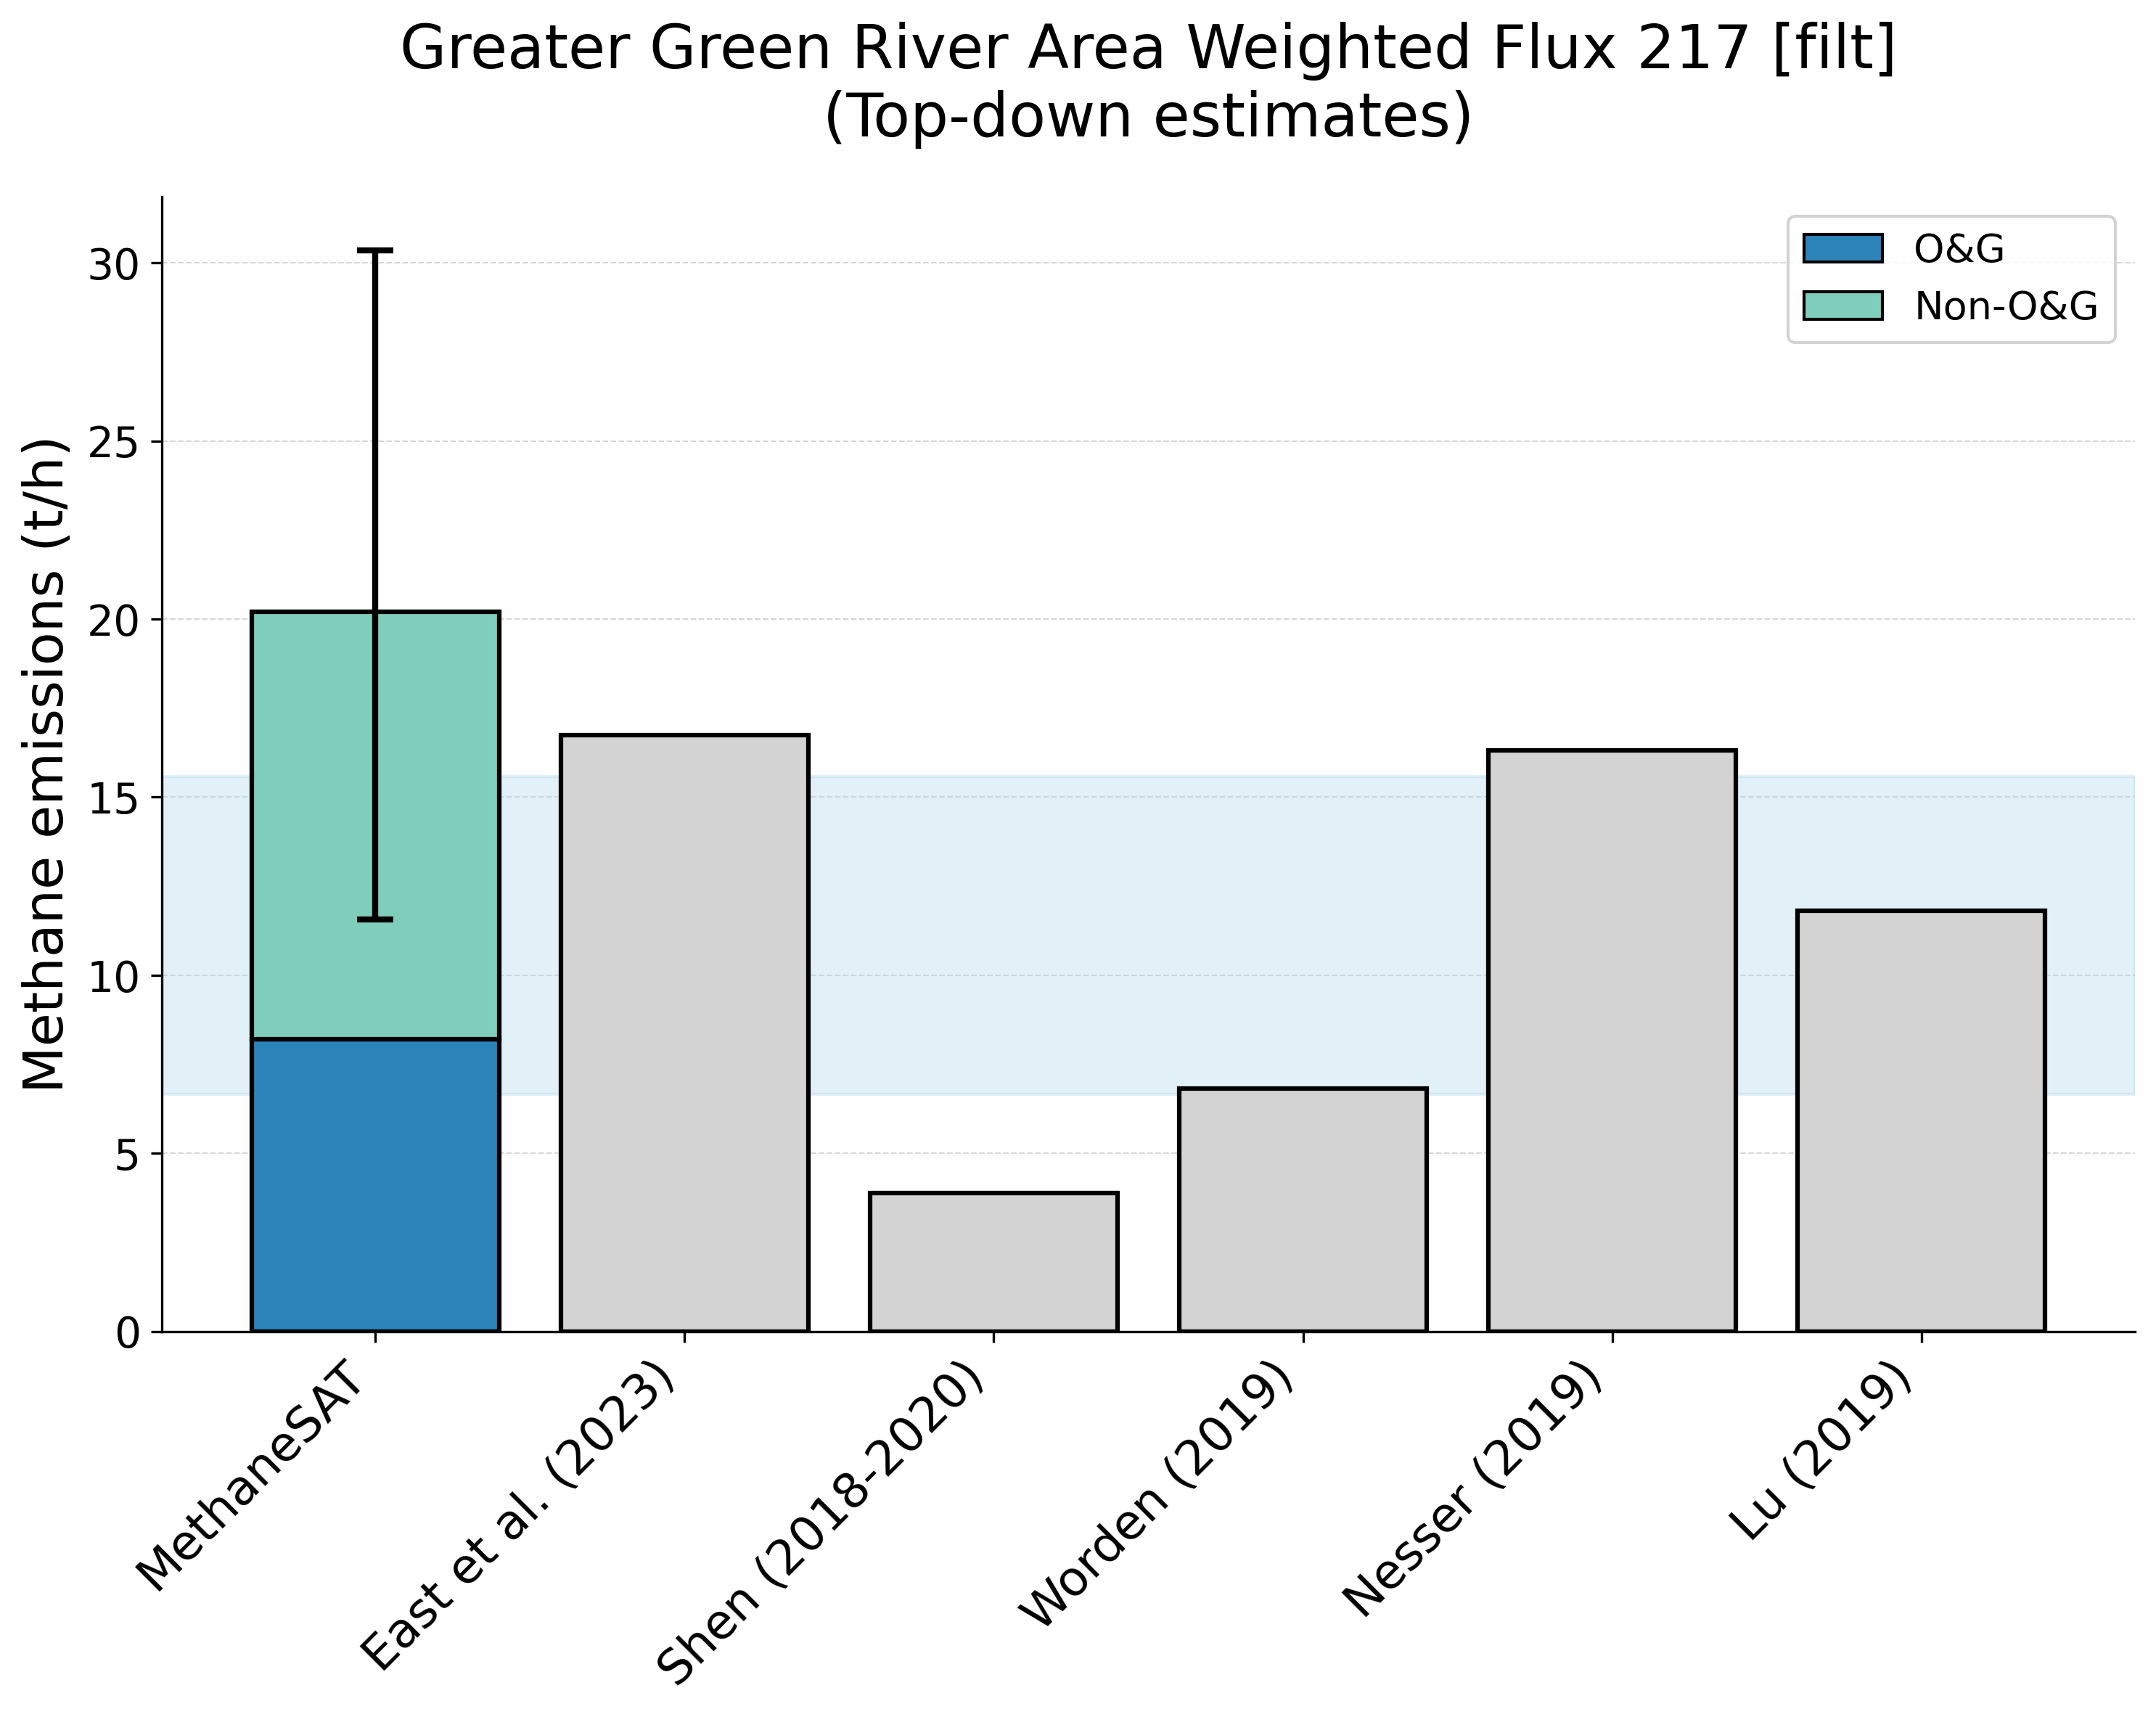 Greater Green River Area Weighted Flux 217 [filt]
(Top-down estimates)
O&G
Non-O&G
Methane emissions (t/h)
30
25
20
15
10
5
0
MethaneSAT
East et al. (2023)
Shen (2018-2020)
Worden (2019)
Nesser (2019)
Lu (2019)